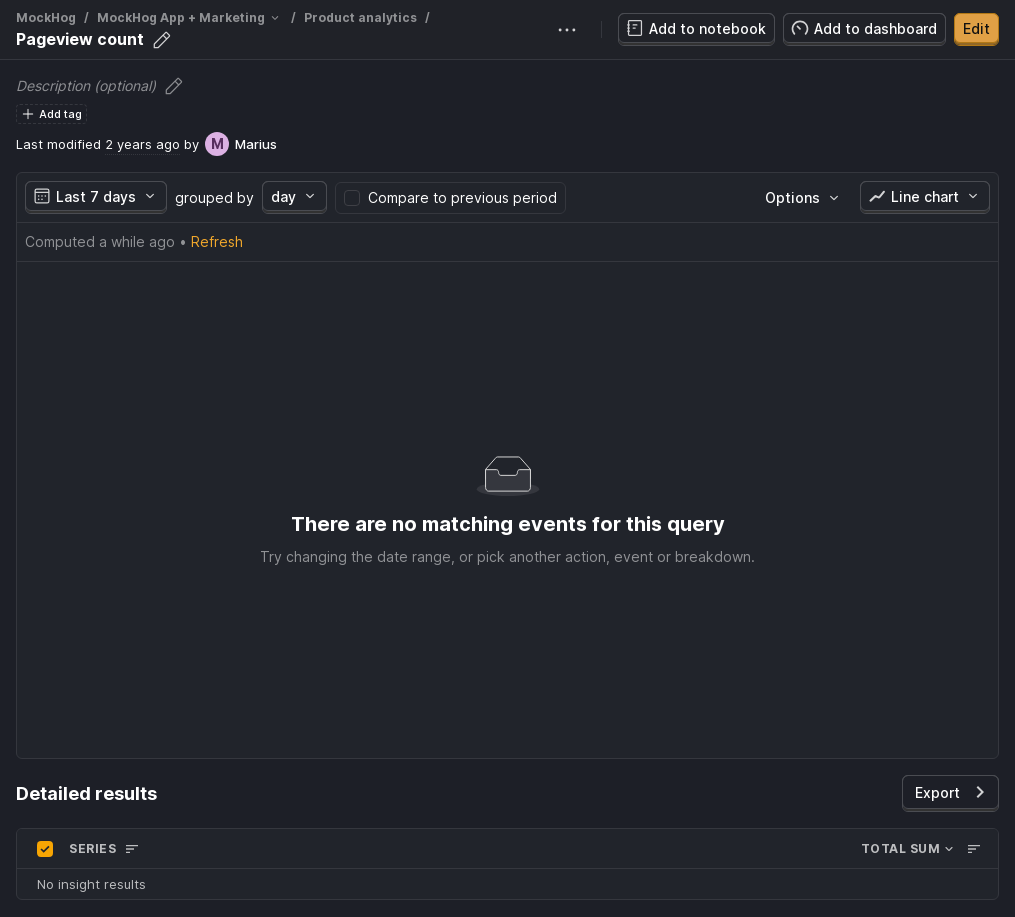 MockHog / MockHog App + Marketing / Product analytics /
Pageview count
... Add to notebook Add to dashboard Edit
Description (optional)
+ Add tag
Last modified 2 years ago by M Marius
Last 7 days grouped by day Compare to previous period Options Line chart
Computed a while ago • Refresh
There are no matching events for this query
Try changing the date range, or pick another action, event or breakdown.
Detailed results Export
SERIES TOTAL SUM
No insight results